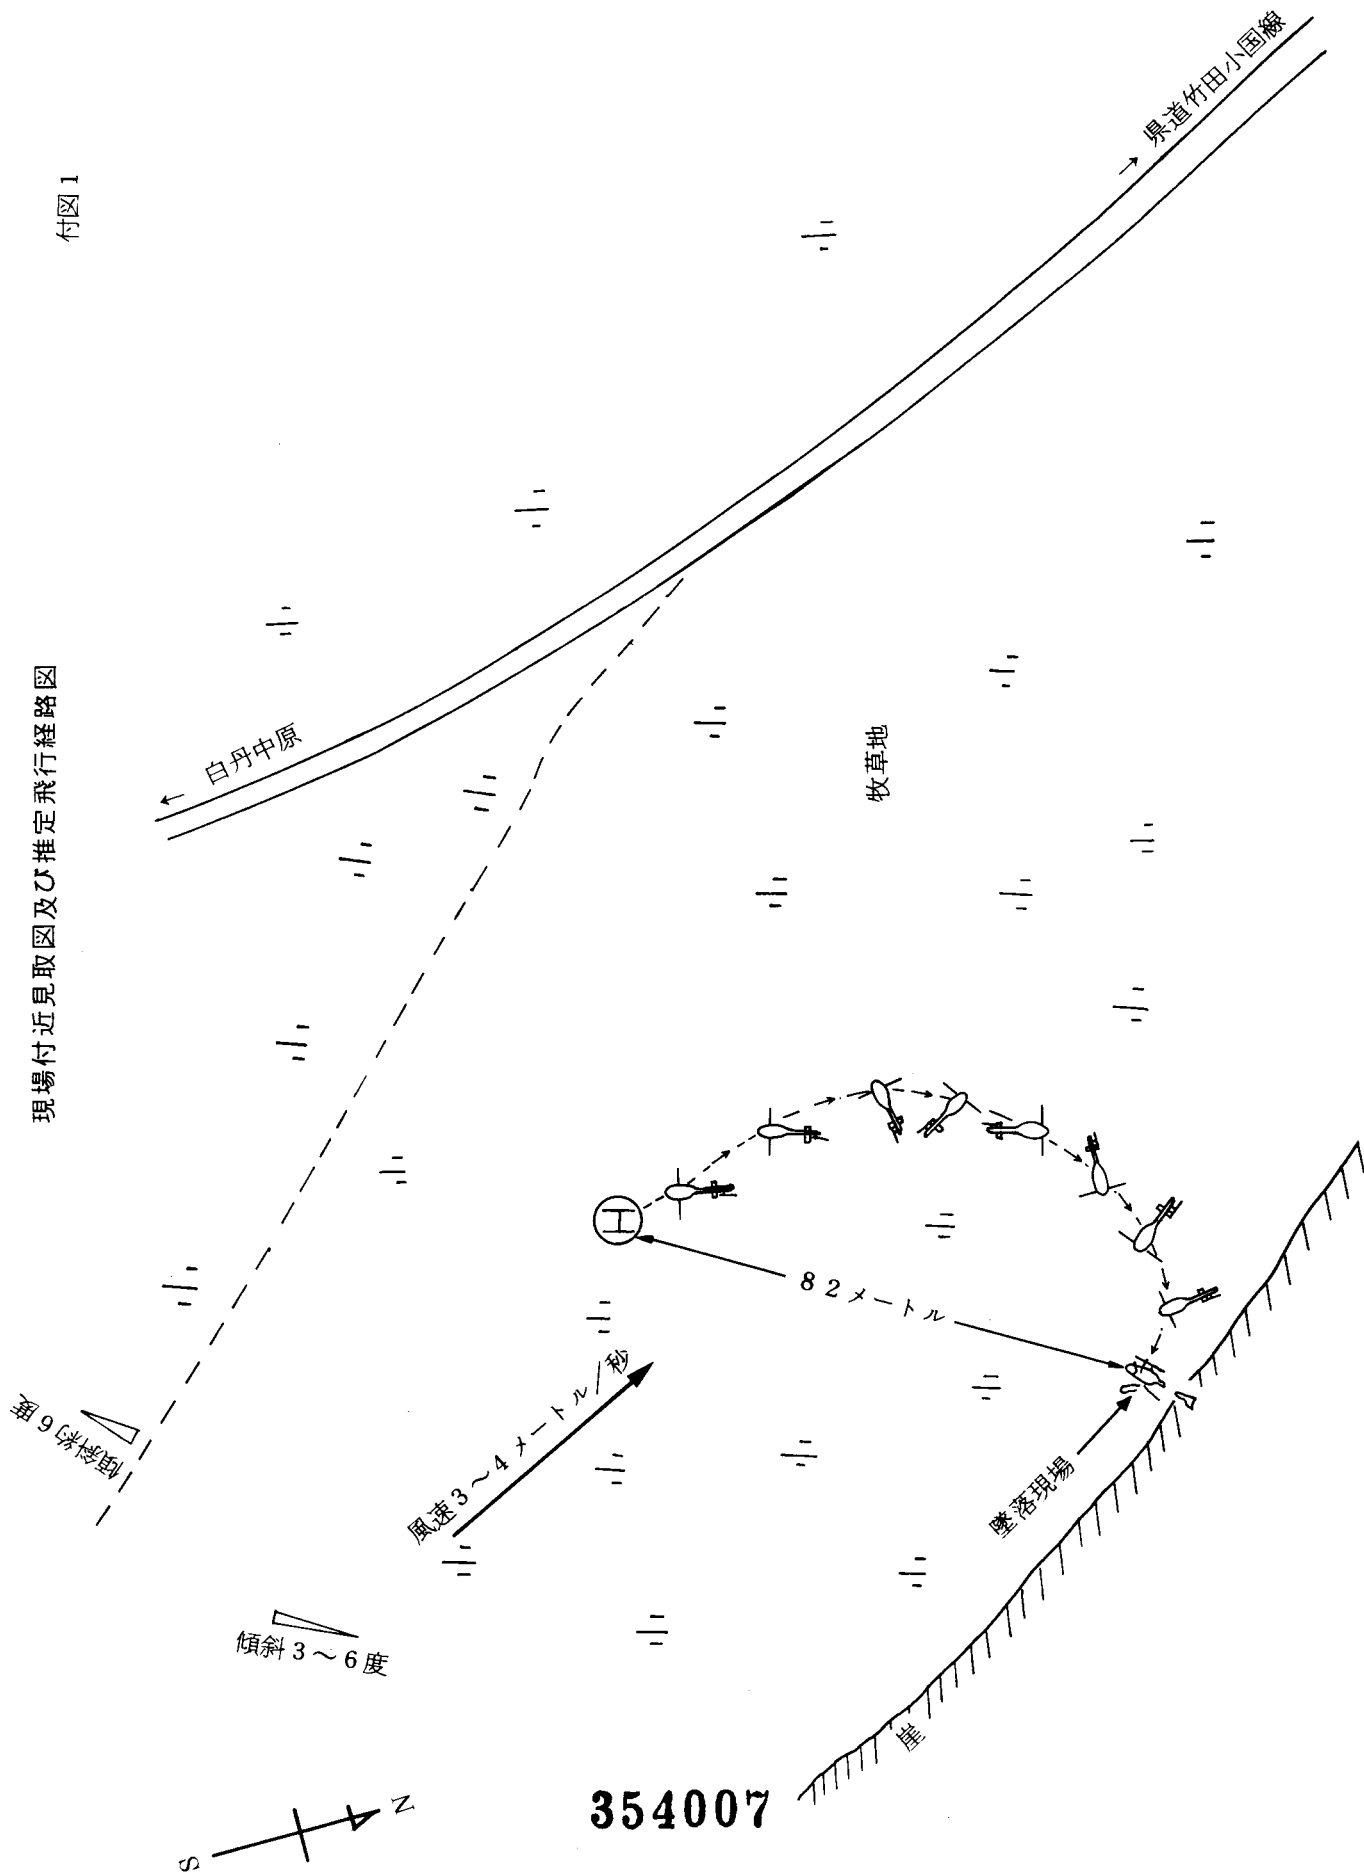 付図1
現場付近見取図及び推定飛行経路図
県道竹田小国線
白丹中原
牧草地
H
82メートル
風速3~4メートル/秒
墜落現場
傾斜約6度
傾斜3~6度
崖
S
N
354007